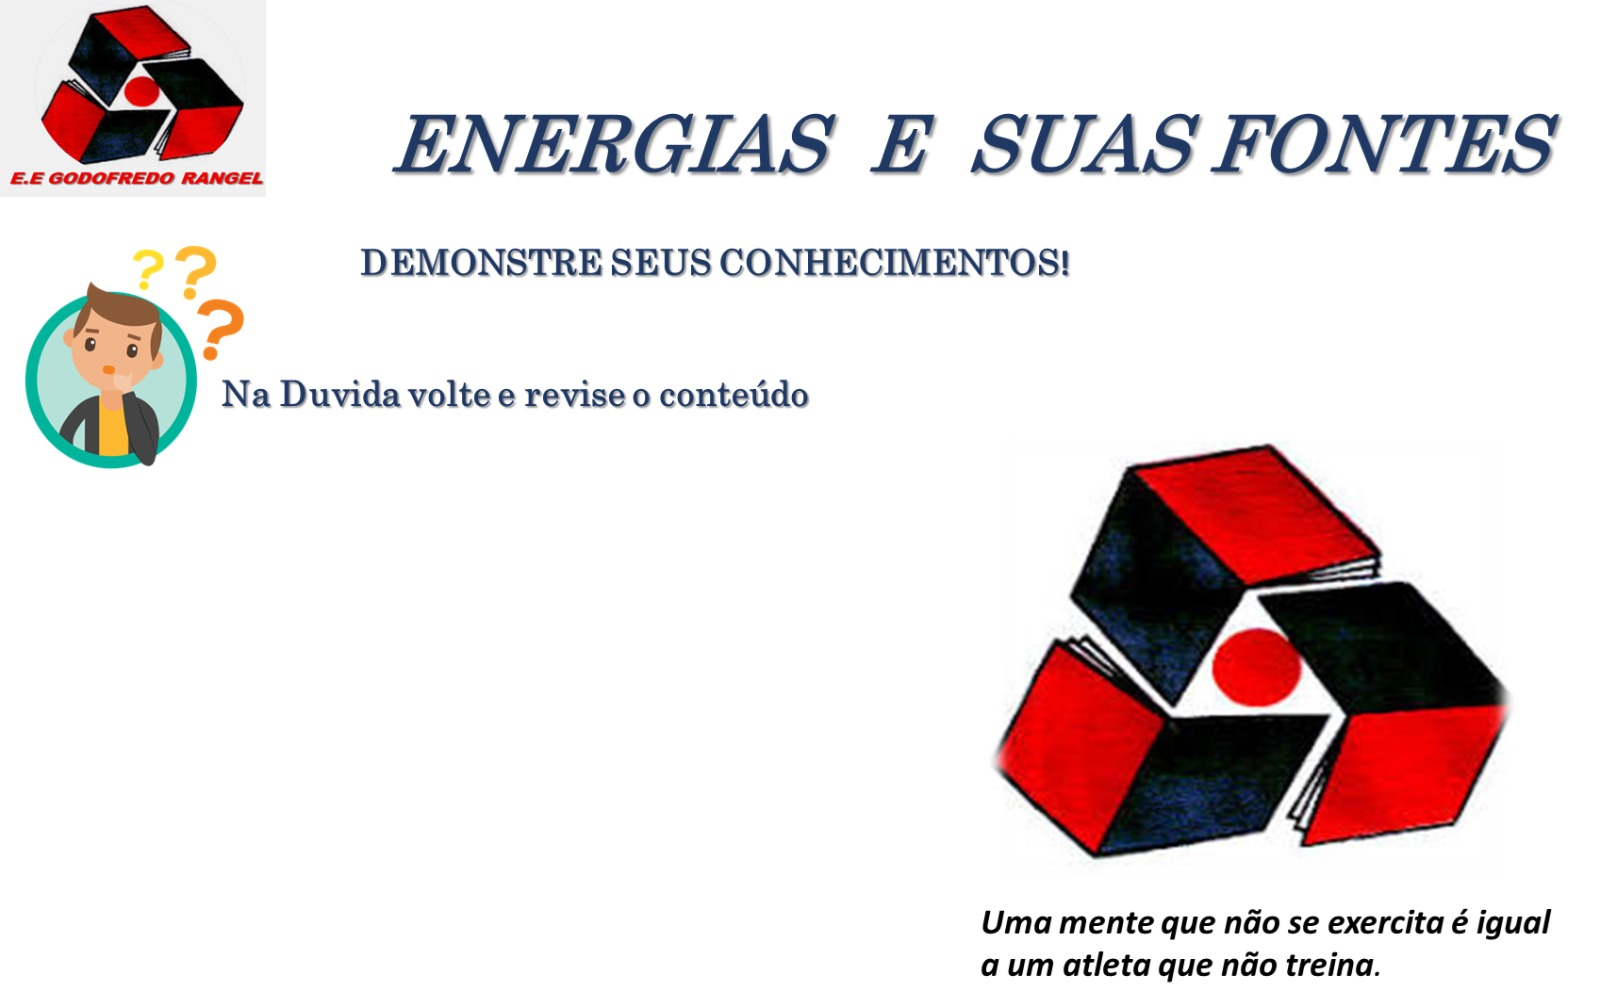 E.E GODOFREDO RANGEL
ENERGIAS E SUAS FONTES
DEMONSTRE SEUS CONHECIMENTOS!
? ? ?
Na Duvida volte e revise o conteúdo
Uma mente que não se exercita é igual
a um atleta que não treina.